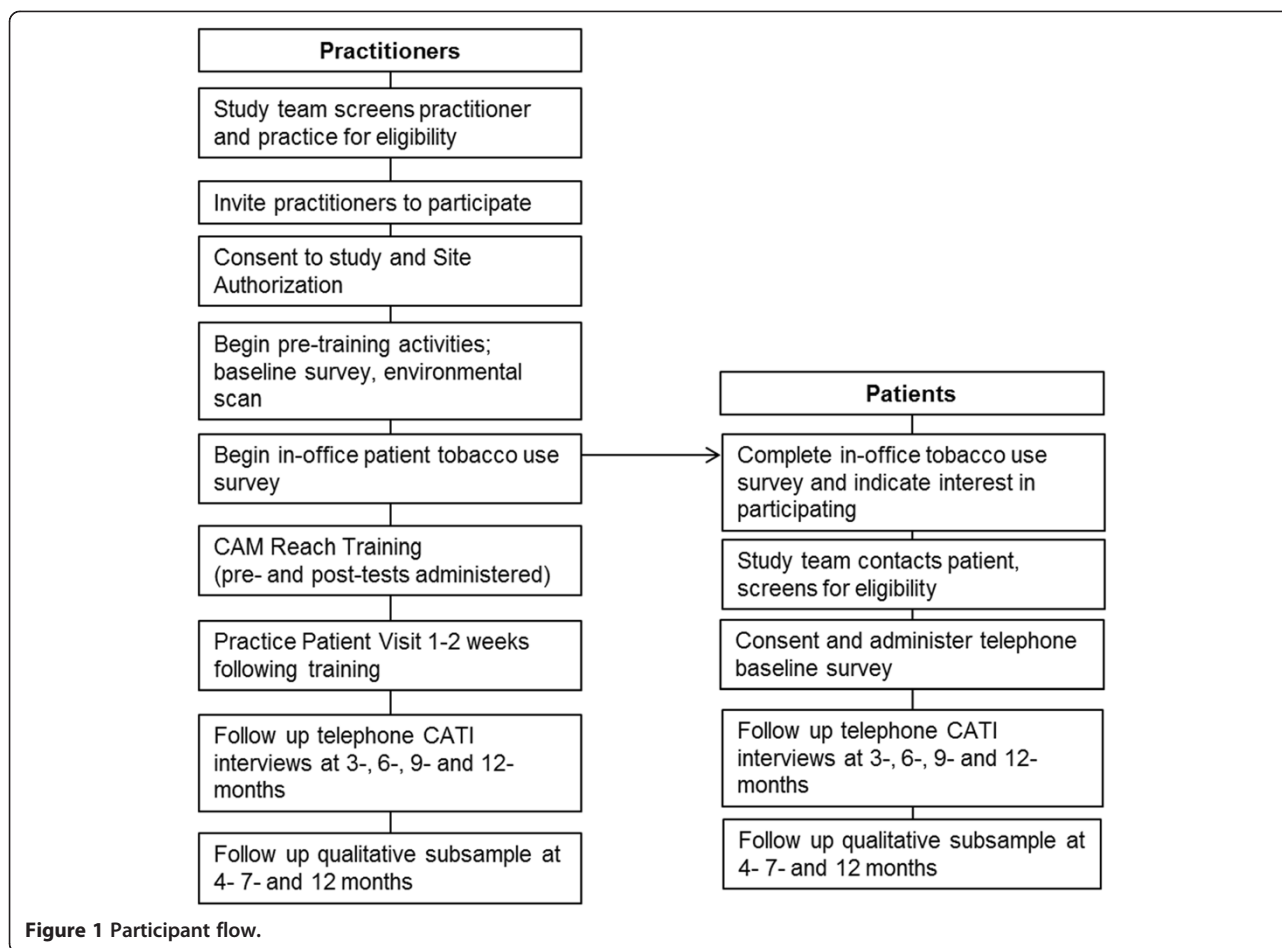 Practitioners
Study team screens practitioner
and practice for eligibility
Invite practitioners to participate
Consent to study and Site
Authorization
Begin pre-training activities;
baseline survey, environmental
scan
Begin in-office patient tobacco use
survey
CAM Reach Training
(pre- and post-tests administered)
Practice Patient Visit 1-2 weeks
following training
Follow up telephone CATI
interviews at 3-, 6-, 9- and 12-
months
Follow up qualitative subsample at
4- 7- and 12 months
Patients
Complete in-office tobacco use
survey and indicate interest in
participating
Study team contacts patient,
screens for eligibility
Consent and administer telephone
baseline survey
Follow up telephone CATI
interviews at 3-, 6-, 9- and 12-
months
Follow up qualitative subsample at
4- 7- and 12 months
Figure 1 Participant flow.